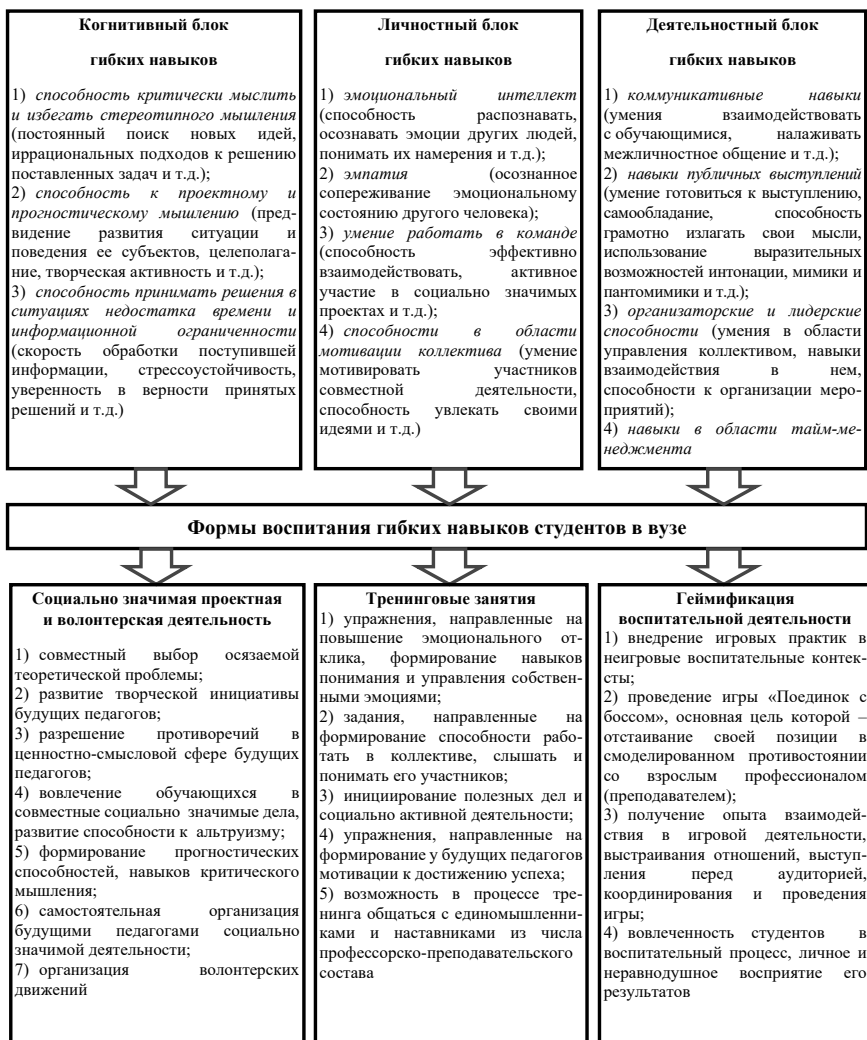 Когнитивный блок
гибких навыков
1) способность критически мыслить
и избегать стереотипного мышления
(постоянный поиск новых идей,
иррациональных подходов к решению
поставленных задач и т.д.);
2) способность к проектному и
прогностическому мышлению (пред-
видение развития ситуации и
поведения ее субъектов, целеполага-
ние, творческая активность и т.д.);
3) способность принимать решения в
ситуациях недостатка времени и
информационной ограниченности
(скорость обработки поступившей
информации, стрессоустойчивость,
уверенность в верности принятых
решений и т.д.)
Личностный блок
гибких навыков
1) эмоциональный интеллект
(способность распознавать,
осознавать эмоции других людей,
понимать их намерения и т.д.);
2) эмпатия (осознанное
сопереживание эмоциональному
состоянию другого человека);
3) умение работать в команде
(способность эффективно
взаимодействовать, активное
участие в социально значимых
проектах и т.д.);
4) способности в области
мотивации коллектива (умение
мотивировать участников
совместной деятельности,
способность увлекать своими
идеями и т.д.)
Деятельностный блок
гибких навыков
1) коммуникативные навыки
(умения взаимодействовать
с обучающимися, налаживать
межличностное общение и т.д.);
2) навыки публичных выступлений
(умение готовиться к выступлению,
самообладание, способность
грамотно излагать свои мысли,
использование выразительных
возможностей интонации, мимики и
пантомимики и т.д.);
3) организаторские и лидерские
способности (умения в области
управления коллективом, навыки
взаимодействия в нем,
способности к организации меро-
приятий);
4) навыки в области тайм-ме-
неджмента
Формы воспитания гибких навыков студентов в вузе
Социально значимая проектная
и волонтерская деятельность
1) совместный выбор осязаемой
теоретической проблемы;
2) развитие творческой инициативы
будущих педагогов;
3) разрешение противоречий в
ценностно-смысловой сфере будущих
педагогов;
4) вовлечение обучающихся в
совместные социально значимые дела,
развитие способности к альтруизму;
5) формирование прогностических
способностей, навыков критического
мышления;
6) самостоятельная организация
будущими педагогами социально
значимой деятельности;
7) организация волонтерских
движений
Тренинговые занятия
1) упражнения, направленные на
повышение эмоционального от-
клика, формирование навыков
понимания и управления собствен-
ными эмоциями;
2) задания, направленные на
формирование способности рабо-
тать в коллективе, слышать и
понимать его участников;
3) инициирование полезных дел и
социально активной деятельности;
4) упражнения, направленные на
формирование у будущих педагогов
мотивации к достижению успеха;
5) возможность в процессе тре-
нинга общаться с единомышленни-
ками и наставниками из числа
профессорско-преподавательского
состава
Геймификация
воспитательной деятельности
1) внедрение игровых практик в
неигровые воспитательные контек-
сты;
2) проведение игры «Поединок с
боссом», основная цель которой –
отстаивание своей позиции в
смоделированном противостоянии
со взрослым профессионалом
(преподавателем);
3) получение опыта взаимодей-
ствия в игровой деятельности,
выстраивания отношений, выступ-
ления перед аудиторией,
координирования и проведения
игры;
4) вовлеченность студентов в
воспитательный процесс, личное и
неравнодушное восприятие его
результатов